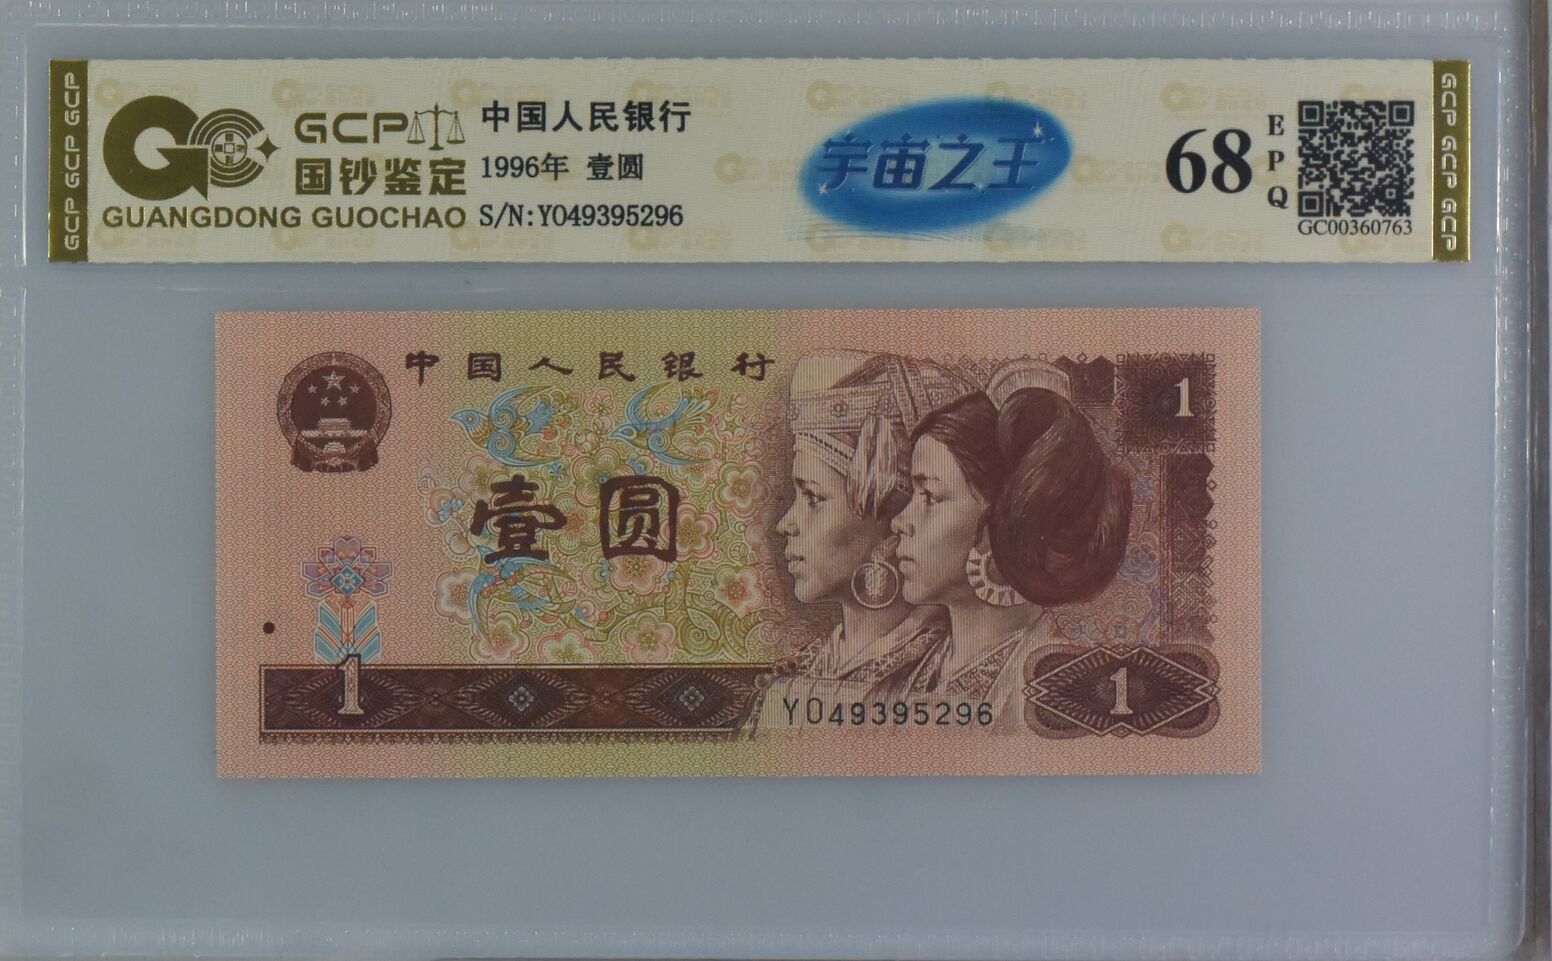 GCP GCP GCP
GCP
国钞鉴定
GUANGDONG GUOCHAO
中国人民银行
1996年 壹圆
S/N:Y049395296
宇宙之王
68
EPQ
GC00360763
GCP GCP GCP
中国人民银行
1
壹圆
1
1
YO49395296